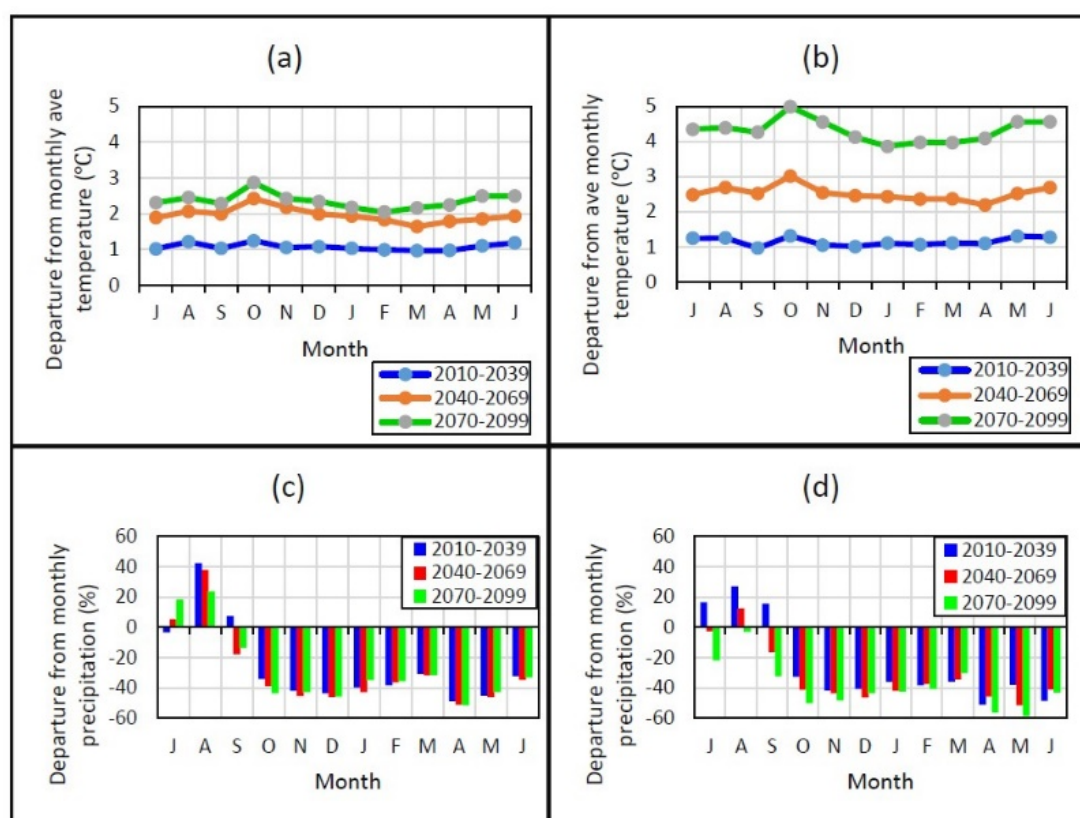 (a)
Departure from monthly ave
temperature (°C)
5
4
3
2
1
0
J A S O N D J F M A M J
Month
2010-2039
2040-2069
2070-2099
(b)
Departure from ave monthly
temperature (°C)
5
4
3
2
1
0
J A S O N D J F M A M J
Month
2010-2039
2040-2069
2070-2099
(c)
Departure from monthly
precipitation (%)
60
40
20
0
-20
-40
-60
2010-2039
2040-2069
2070-2099
J A S O N D J F M A M J
Month
(d)
Departure from monthly
precipitation (%)
60
40
20
0
-20
-40
-60
2010-2039
2040-2069
2070-2099
J A S O N D J F M A M J
Month